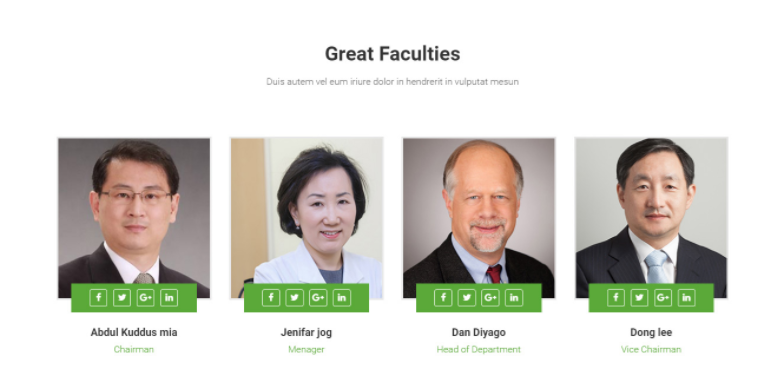 Great Faculties
Duis autem vel eum iriure dolor in hendrerit in vulputat mesun
f G+ in f G+ in f G+ in f G+ in
Abdul Kuddus mia Jenifar jog Dan Diyago Dong lee
Chairman Menager Head of Department Vice Chairman